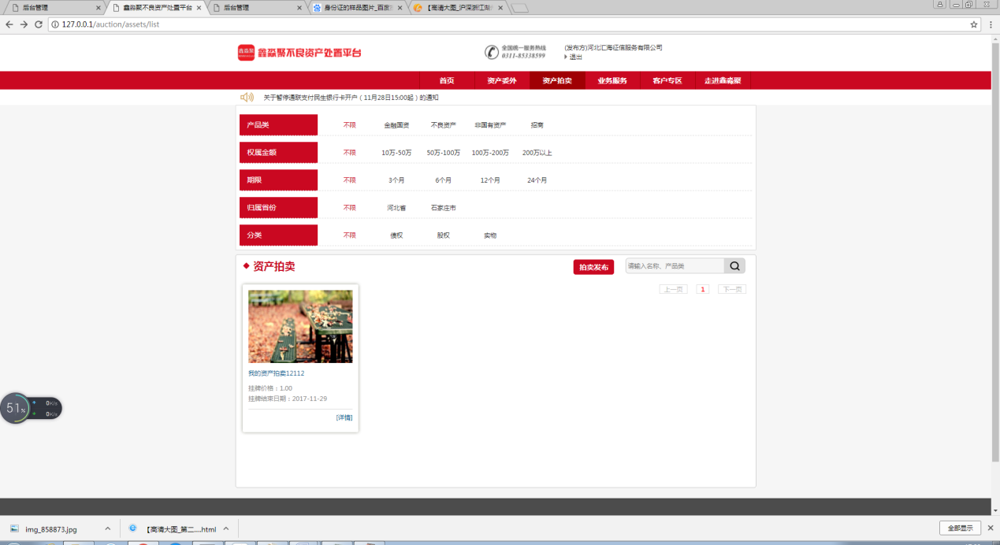 后台管理
鑫淼聚不良资产处置平台
后台管理
身份证的样品图片_百度
【高清大图_沪深浙江湖
127.0.0.1/auction/assets/list
鑫淼聚不良资产处置平台
全国统一服务热线
0311-85338599
(发布方)河北汇海征信服务有限公司
退出
首页 资产委外 资产拍卖 业务服务 客户专区 走进鑫淼聚
关于暂停通联支付民生银行卡开户（11月28日15:00起）的通知
产品类 不限 金融国资 不良资产 非国有资产 招商
权属金额 不限 10万-50万 50万-100万 100万-200万 200万以上
期限 不限 3个月 6个月 12个月 24个月
归属省份 不限 河北省 石家庄市
分类 不限 债权 股权 实物
资产拍卖
拍卖发布
请输入名称、产品类
上一页 1 下一页
我的资产拍卖12112
挂牌价格：1.00
挂牌结束日期：2017-11-29
[详情]
51%
0K/s
0K/s
img_858873.jpg
【高清大图_第二....html
全部显示